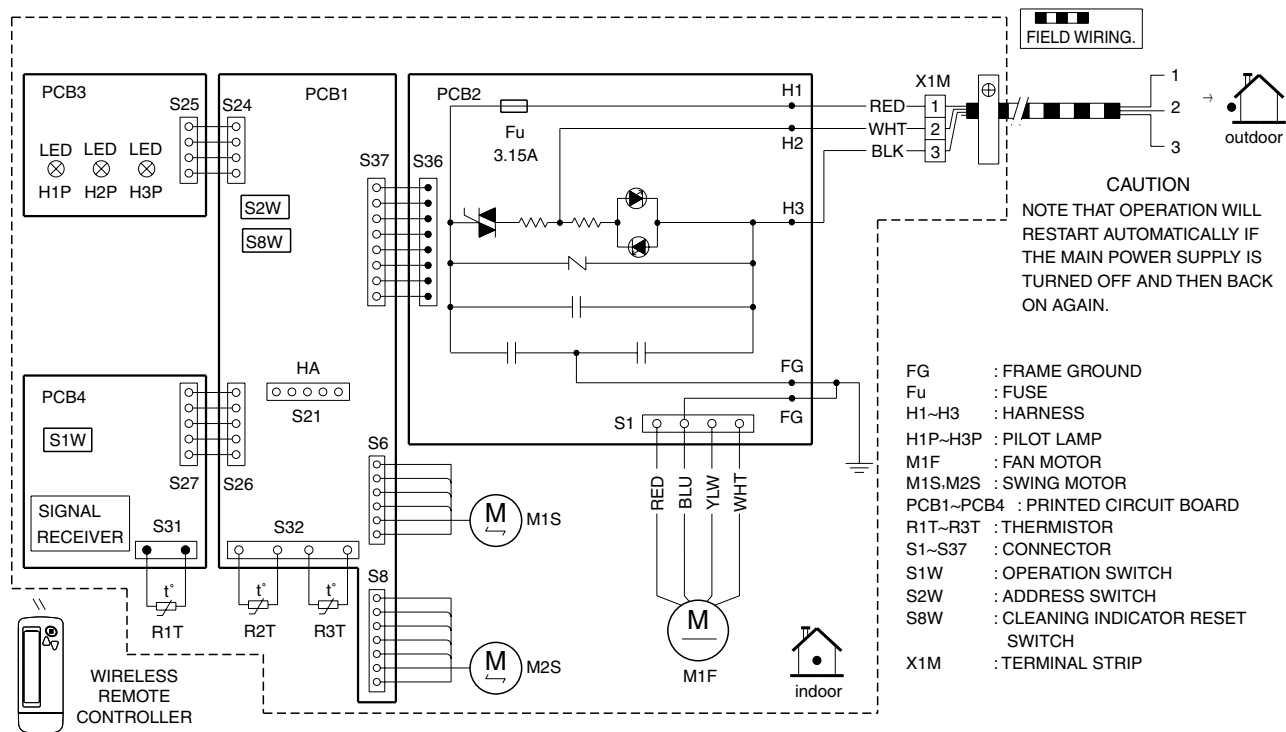 FIELD WIRING.
PCB3
S25
S24
PCB1
PCB2
H1
X1M
RED
1
WHT
2
BLK
3
H2
Fu
3.15A
1
2
3
→
outdoor
LED LED LED
H1P H2P H3P
S37
S36
S2W
S8W
H3
CAUTION
NOTE THAT OPERATION WILL
RESTART AUTOMATICALLY IF
THE MAIN POWER SUPPLY IS
TURNED OFF AND THEN BACK
ON AGAIN.
HA
S21
FG
FG
PCB4
S1W
S27
S26
S1
RED
BLU
YLW
WHT
S6
M
M1S
SIGNAL
RECEIVER
S31
S32
t°
R1T
t°
R2T
t°
R3T
S8
M
M2S
M
M1F
indoor
WIRELESS
REMOTE
CONTROLLER
FG : FRAME GROUND
Fu : FUSE
H1~H3 : HARNESS
H1P~H3P : PILOT LAMP
M1F : FAN MOTOR
M1S.M2S : SWING MOTOR
PCB1~PCB4 : PRINTED CIRCUIT BOARD
R1T~R3T : THERMISTOR
S1~S37 : CONNECTOR
S1W : OPERATION SWITCH
S2W : ADDRESS SWITCH
S8W : CLEANING INDICATOR RESET
SWITCH
X1M : TERMINAL STRIP